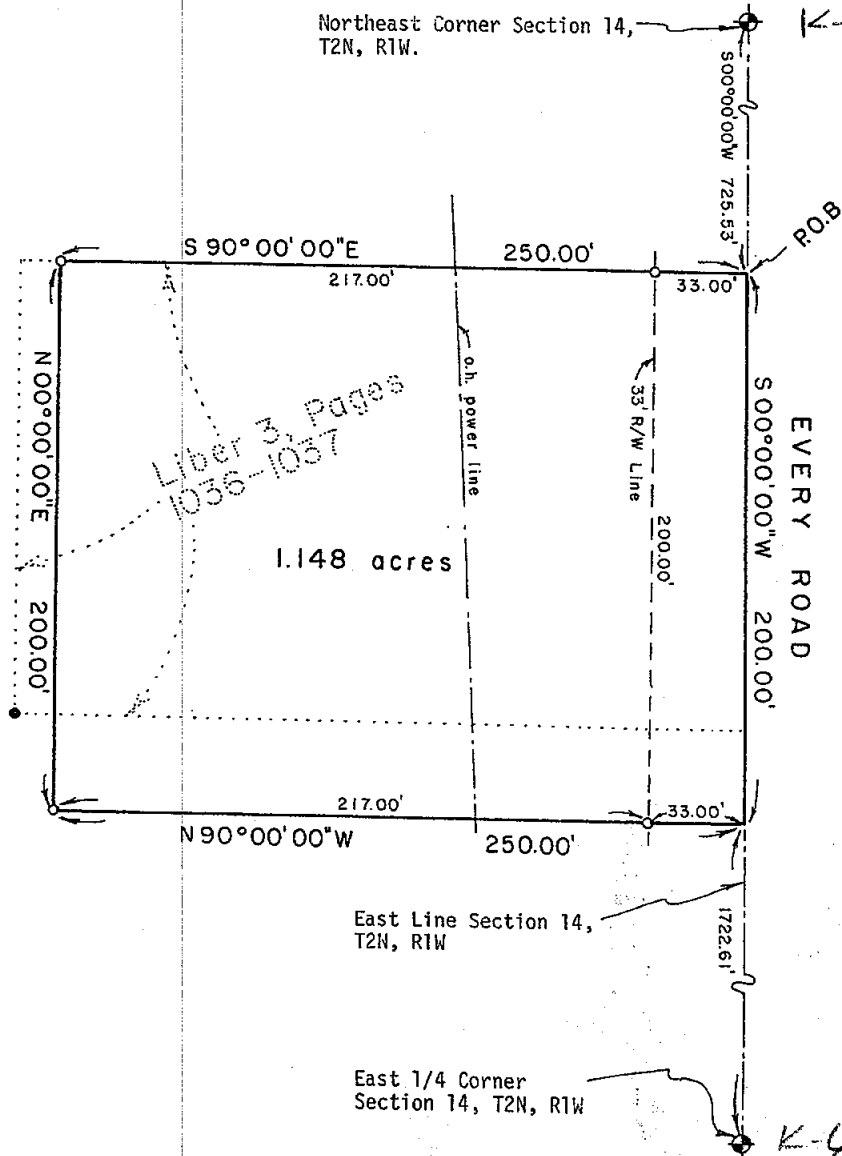 Northeast Corner Section 14,
T2N, R1W.
K-
S00°00'00"W 725.53'
P.O.B
S 90°00'00"E 250.00'
217.00'
33.00'
N 00°00'00"E 200.00'
Liber 3, Pages
1036-1037
o.h. power line
33' R/W Line
200.00'
S 00°00'00"W 200.00'
EVERY ROAD
1.148 acres
217.00'
33.00'
N 90°00'00"W 250.00'
East Line Section 14,
T2N, R1W
1722.61'
East 1/4 Corner
Section 14, T2N, R1W
K-